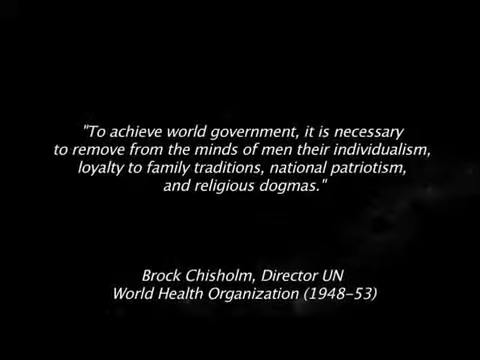 "To achieve world government, it is necessary
to remove from the minds of men their individualism,
loyalty to family traditions, national patriotism,
and religious dogmas."
Brock Chisholm, Director UN
World Health Organization (1948-53)